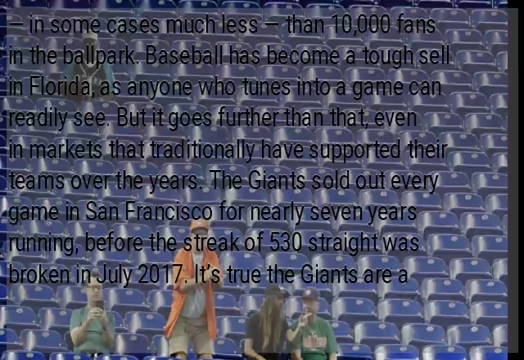 — in some cases much less — than 10,000 fans
in the ballpark. Baseball has become a tough sell
in Florida, as anyone who tunes into a game can
readily see. But it goes further than that, even
in markets that traditionally have supported their
teams over the years. The Giants sold out every
game in San Francisco for nearly seven years
running, before the streak of 530 straight was
broken in July 2017. It's true the Giants are a